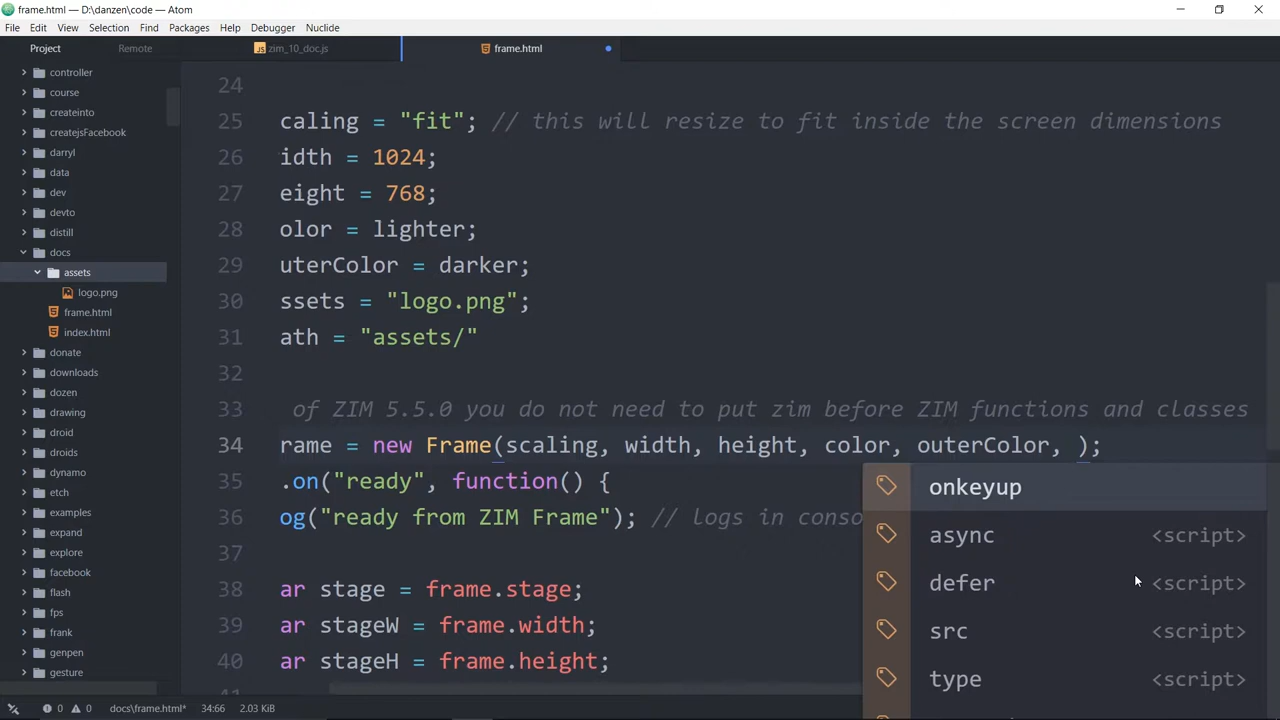 frame.html — D:\danzen\code — Atom
File Edit View Selection Find Packages Help Debugger Nuclide
Project Remote zim_10_doc.js frame.html
controller
course
createinto
createjsFacebook
darryl
data
dev
devto
distill
docs
assets
logo.png
frame.html
index.html
donate
downloads
dozen
drawing
droid
droids
dynamo
etch
examples
expand
explore
facebook
flash
fps
frank
genpen
gesture
24
25 caling = "fit"; // this will resize to fit inside the screen dimensions
26 idth = 1024;
27 eight = 768;
28 olor = lighter;
29 uterColor = darker;
30 ssets = "logo.png";
31 ath = "assets/"
32
33 of ZIM 5.5.0 you do not need to put zim before ZIM functions and classes
34 rame = new Frame(scaling, width, height, color, outerColor, );
35 .on("ready", function() {
36 og("ready from ZIM Frame"); // logs in conso
37
38 ar stage = frame.stage;
39 ar stageW = frame.width;
40 ar stageH = frame.height;
onkeyup
async <script>
defer <script>
src <script>
type <script>
0 0 docs\frame.html* 34:66 2.03 KiB